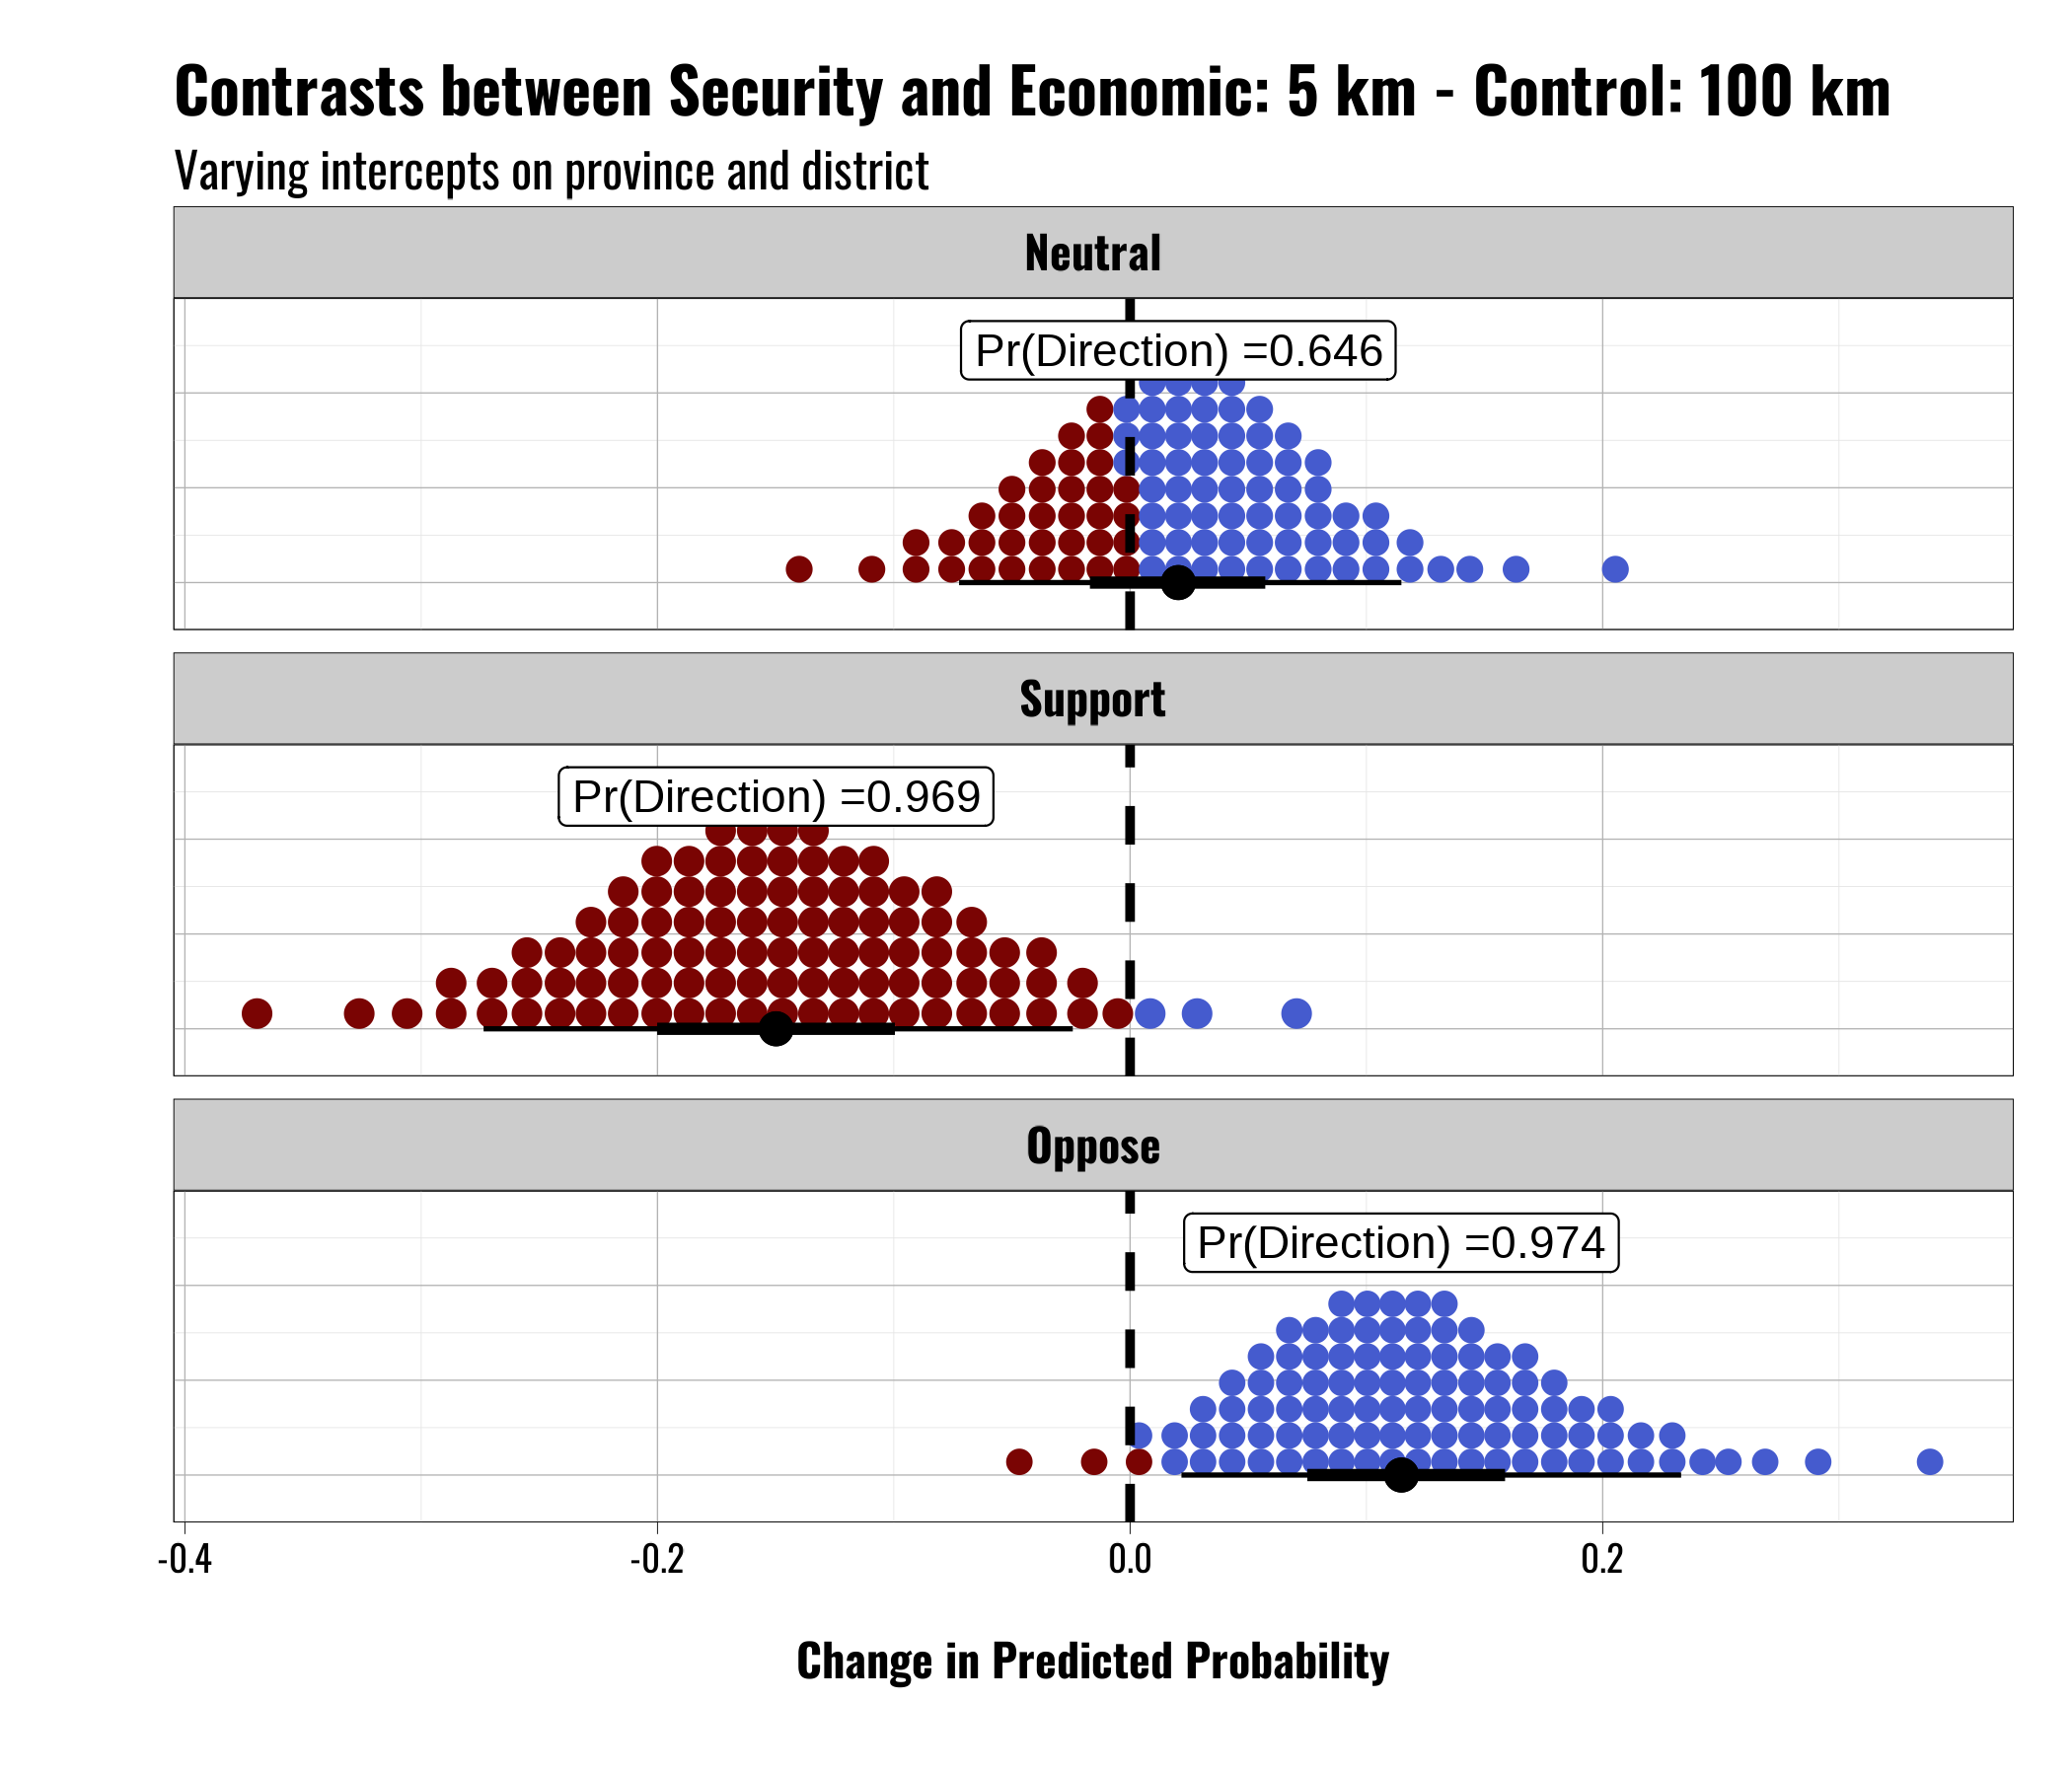 Contrasts between Security and Economic: 5 km - Control: 100 km
Varying intercepts on province and district
Neutral
Pr(Direction) =0.646
Support
Pr(Direction) =0.969
Oppose
Pr(Direction) =0.974
-0.4 -0.2 0.0 0.2
Change in Predicted Probability